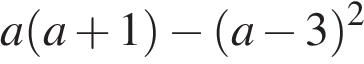 a(a + 1) − (a − 3)²